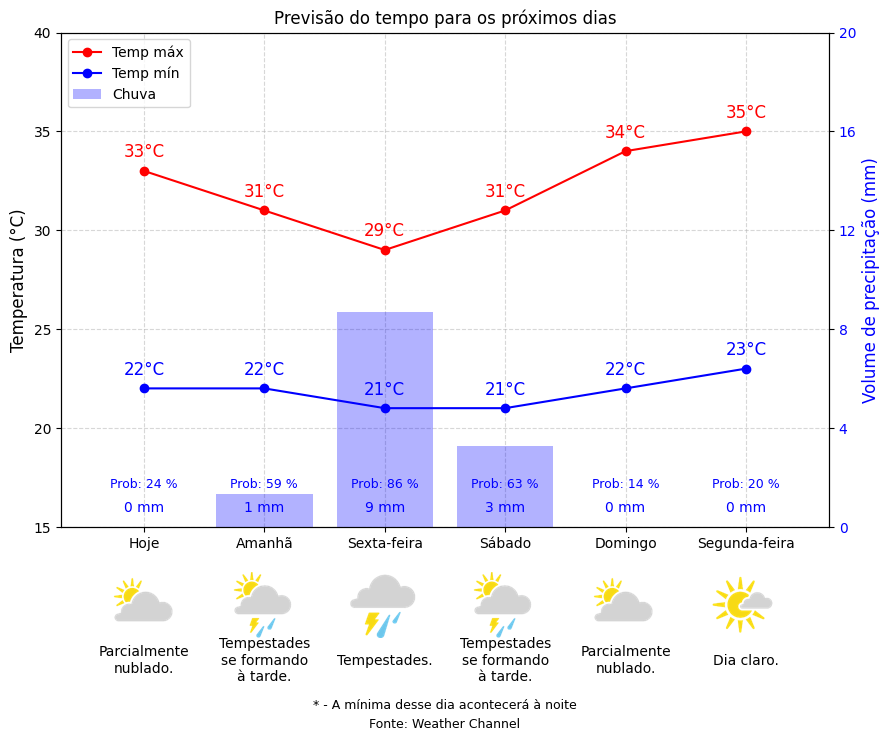 Previsão do tempo para os próximos dias
Temp máx
Temp mín
Chuva
Temperatura (°C)
Volume de precipitação (mm)
40
35
30
25
20
15
20
16
12
8
4
0
33°C
31°C
29°C
31°C
34°C
35°C
22°C
22°C
21°C
21°C
22°C
23°C
Prob: 24 %
Prob: 59 %
Prob: 86 %
Prob: 63 %
Prob: 14 %
Prob: 20 %
0 mm
1 mm
9 mm
3 mm
0 mm
0 mm
Hoje
Amanhã
Sexta-feira
Sábado
Domingo
Segunda-feira
Parcialmente
nublado.
Tempestades
se formando
à tarde.
Tempestades.
Tempestades
se formando
à tarde.
Parcialmente
nublado.
Dia claro.
* - A mínima desse dia acontecerá à noite
Fonte: Weather Channel